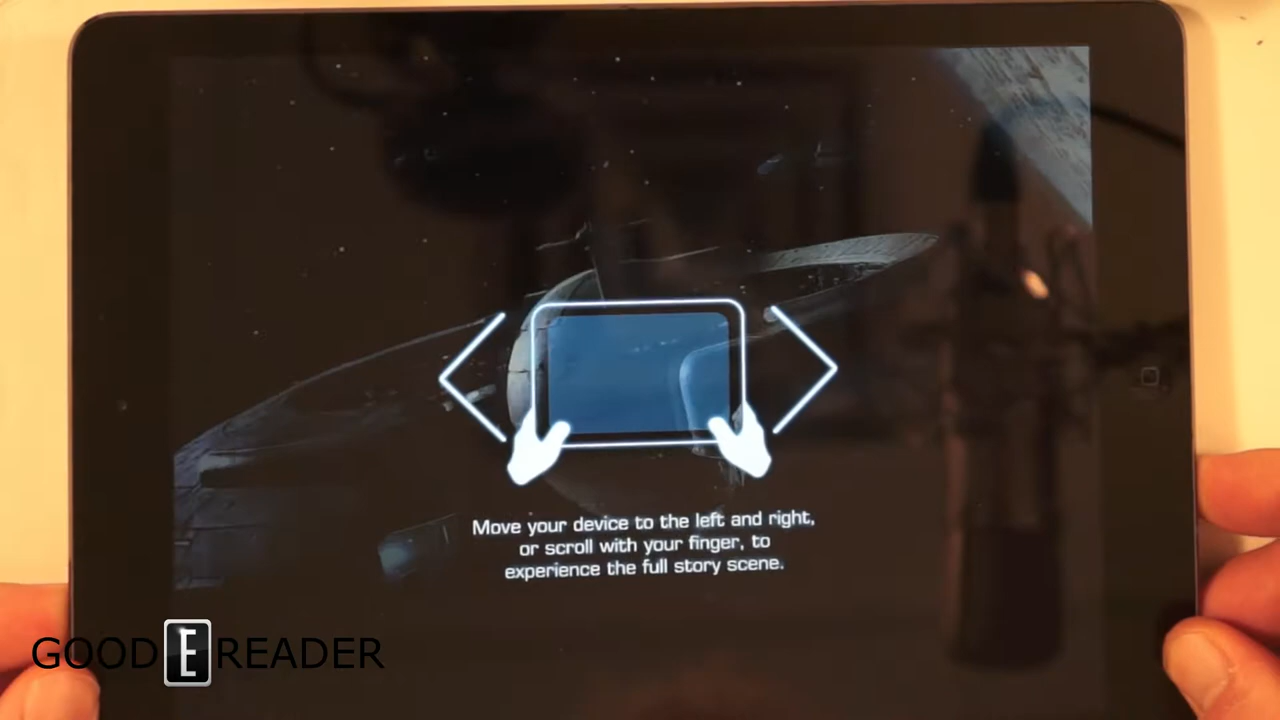 Move your device to the left and right,
or scroll with your finger, to
experience the full story scene.
GOOD E READER